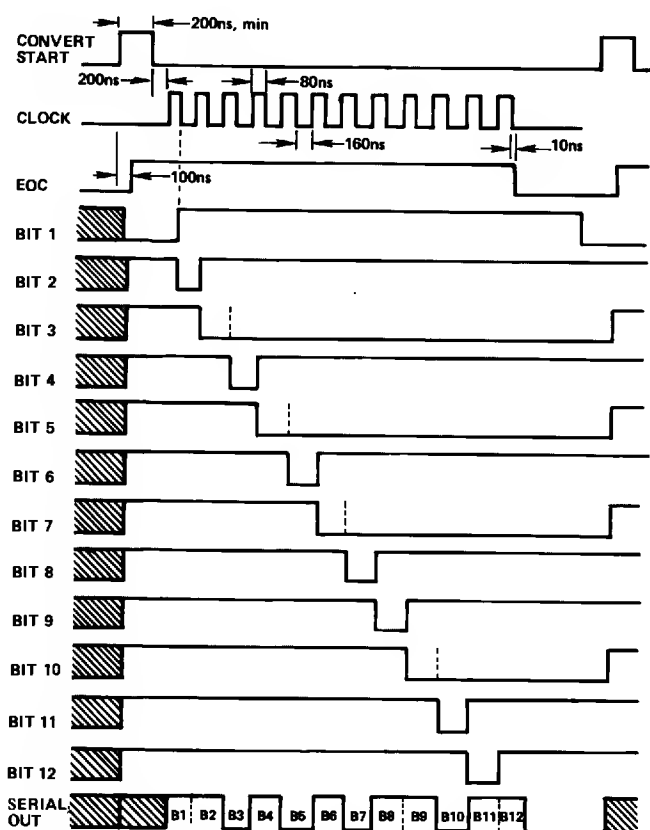 200ns, min
CONVERT
START
200ns
80ns
CLOCK
160ns
10ns
EOC
100ns
BIT 1
BIT 2
BIT 3
BIT 4
BIT 5
BIT 6
BIT 7
BIT 8
BIT 9
BIT 10
BIT 11
BIT 12
SERIAL
OUT
B1 B2 B3 B4 B5 B6 B7 B8 B9 B10 B11 B12